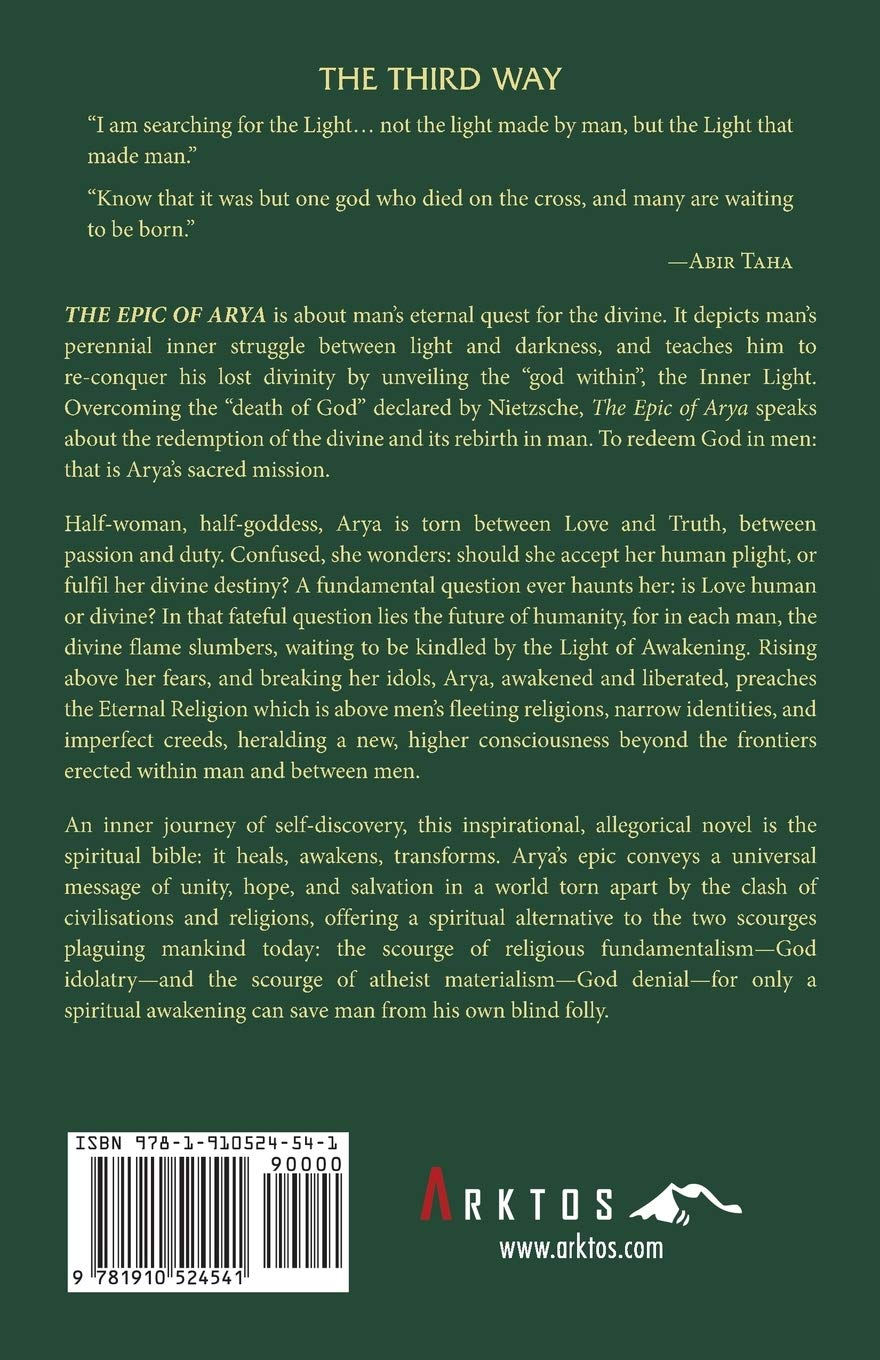 THE THIRD WAY
“I am searching for the Light… not the light made by man, but the Light that
made man.”
“Know that it was but one god who died on the cross, and many are waiting
to be born.”
—Abir Taha
THE EPIC OF ARYA is about man’s eternal quest for the divine. It depicts man’s
perennial inner struggle between light and darkness, and teaches him to
re-conquer his lost divinity by unveiling the “god within”, the Inner Light.
Overcoming the “death of God” declared by Nietzsche, The Epic of Arya speaks
about the redemption of the divine and its rebirth in man. To redeem God in men:
that is Arya’s sacred mission.
Half-woman, half-goddess, Arya is torn between Love and Truth, between
passion and duty. Confused, she wonders: should she accept her human plight, or
fulfil her divine destiny? A fundamental question ever haunts her: is Love human
or divine? In that fateful question lies the future of humanity, for in each man, the
divine flame slumbers, waiting to be kindled by the Light of Awakening. Rising
above her fears, and breaking her idols, Arya, awakened and liberated, preaches
the Eternal Religion which is above men’s fleeting religions, narrow identities, and
imperfect creeds, heralding a new, higher consciousness beyond the frontiers
erected within man and between men.
An inner journey of self-discovery, this inspirational, allegorical novel is the
spiritual bible: it heals, awakens, transforms. Arya’s epic conveys a universal
message of unity, hope, and salvation in a world torn apart by the clash of
civilisations and religions, offering a spiritual alternative to the two scourges
plaguing mankind today: the scourge of religious fundamentalism—God
idolatry—and the scourge of atheist materialism—God denial—for only a
spiritual awakening can save man from his own blind folly.
ISBN 978-1-910524-54-1
90000
9 781910 524541
ARKTOS
www.arktos.com